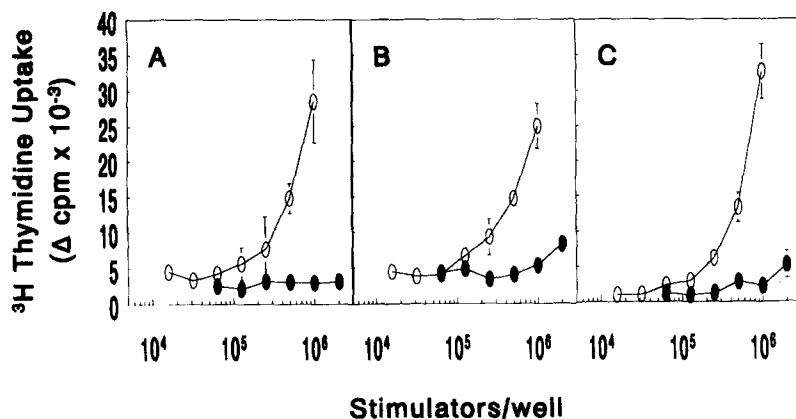 ³H Thymidine Uptake
(Δ cpm x 10⁻³)
40
35
30
25
20
15
10
5
0
A
B
C
10⁴ 10⁵ 10⁶ 10⁴ 10⁵ 10⁶ 10⁴ 10⁵ 10⁶
Stimulators/well